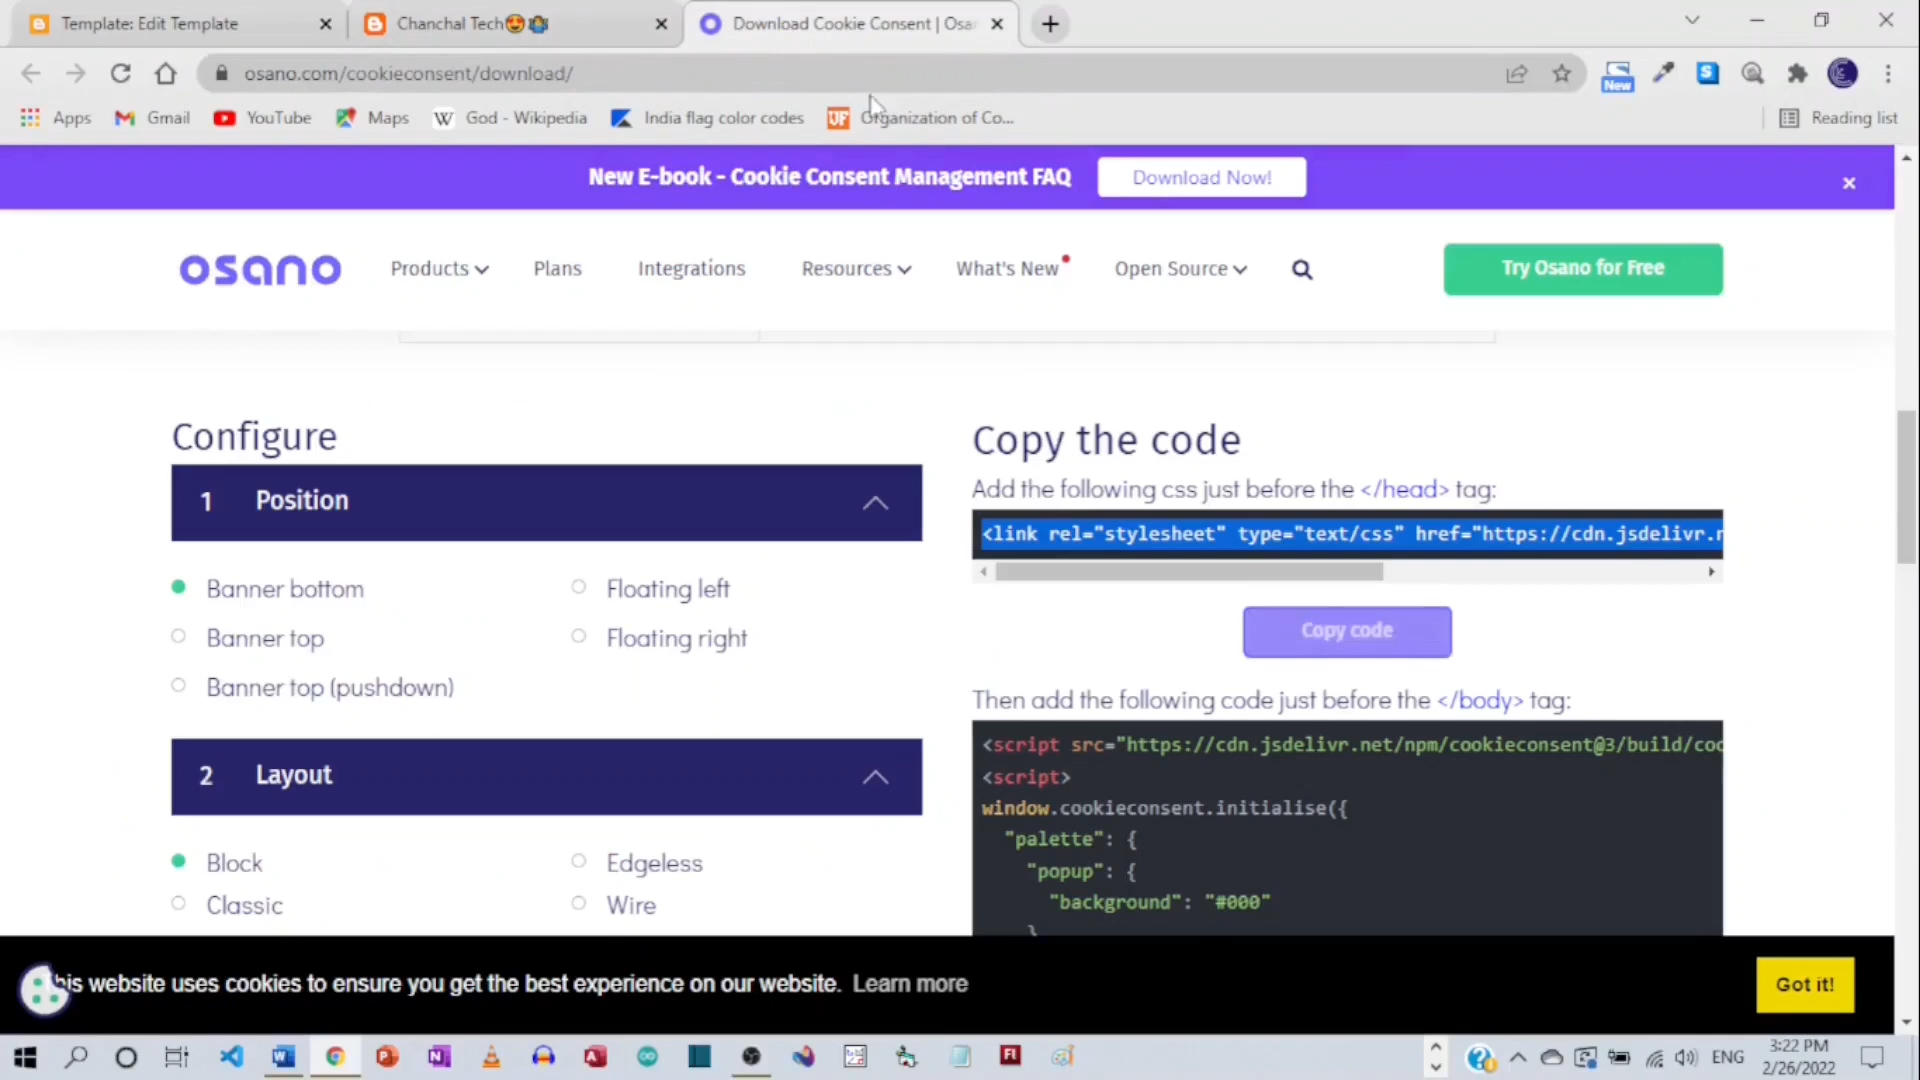 Template: Edit Template
Chanchal Tech
Download Cookie Consent | Osa
osano.com/cookieconsent/download/
New
Apps
Gmail
YouTube
Maps
W God - Wikipedia
India flag color codes
UF Organization of Co...
Reading list
New E-book - Cookie Consent Management FAQ
Download Now!
osano
Products
Plans
Integrations
Resources
What's New
Open Source
Try Osano for Free
Configure
1 Position
Banner bottom
Floating left
Banner top
Floating right
Banner top (pushdown)
2 Layout
Block
Edgeless
Classic
Wire
Copy the code
Add the following css just before the </head> tag:
<link rel="stylesheet" type="text/css" href="https://cdn.jsdelivr.n
Copy code
Then add the following code just before the </body> tag:
<script src="https://cdn.jsdelivr.net/npm/cookieconsent@3/build/coo
<script>
window.cookieconsent.initialise({
"palette": {
"popup": {
"background": "#000"
}
his website uses cookies to ensure you get the best experience on our website. Learn more
Got it!
ENG
3:22 PM
2/26/2022